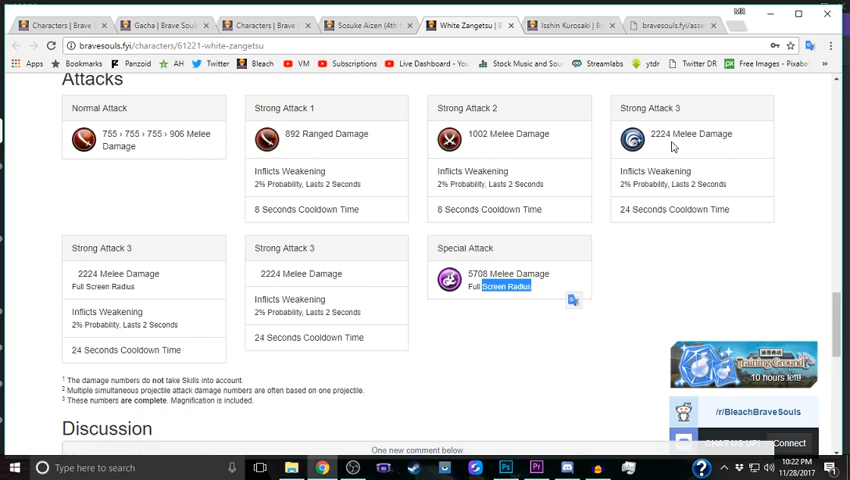 MR
Characters | Brave S
Gacha | Brave Soul
Characters | Brave
Sosuke Aizen (4th
White Zangetsu | B
Isshin Kurosaki | B
bravesouls.fyi/asse
bravesouls.fyi/characters/61221-white-zangetsu
Apps
Bookmarks
Panzoid
AH
Twitter
Bleach
VM
Subscriptions
Live Dashboard - You
Stock Music and Sou
Streamlabs
ytdr
Twitter DR
Free Images - Pixaba
»
Attacks
Normal Attack
755 › 755 › 755 › 906 Melee
Damage
Strong Attack 1
892 Ranged Damage
Inflicts Weakening
2% Probability, Lasts 2 Seconds
8 Seconds Cooldown Time
Strong Attack 2
1002 Melee Damage
Inflicts Weakening
2% Probability, Lasts 2 Seconds
8 Seconds Cooldown Time
Strong Attack 3
2224 Melee Damage
Inflicts Weakening
2% Probability, Lasts 2 Seconds
24 Seconds Cooldown Time
Strong Attack 3
2224 Melee Damage
Full Screen Radius
Inflicts Weakening
2% Probability, Lasts 2 Seconds
24 Seconds Cooldown Time
Strong Attack 3
2224 Melee Damage
Inflicts Weakening
2% Probability, Lasts 2 Seconds
24 Seconds Cooldown Time
Special Attack
5708 Melee Damage
Full Screen Radius
1 The damage numbers do not take Skills into account.
2 Multiple simultaneous projectile attack damage numbers are often based on one projectile.
3 These numbers are complete. Magnification is included.
Training Ground
10 hours left!
/r/BleachBraveSouls
CHAT US UP!
Connect
Discussion
One new comment below.
Type here to search
10:22 PM
11/28/2017